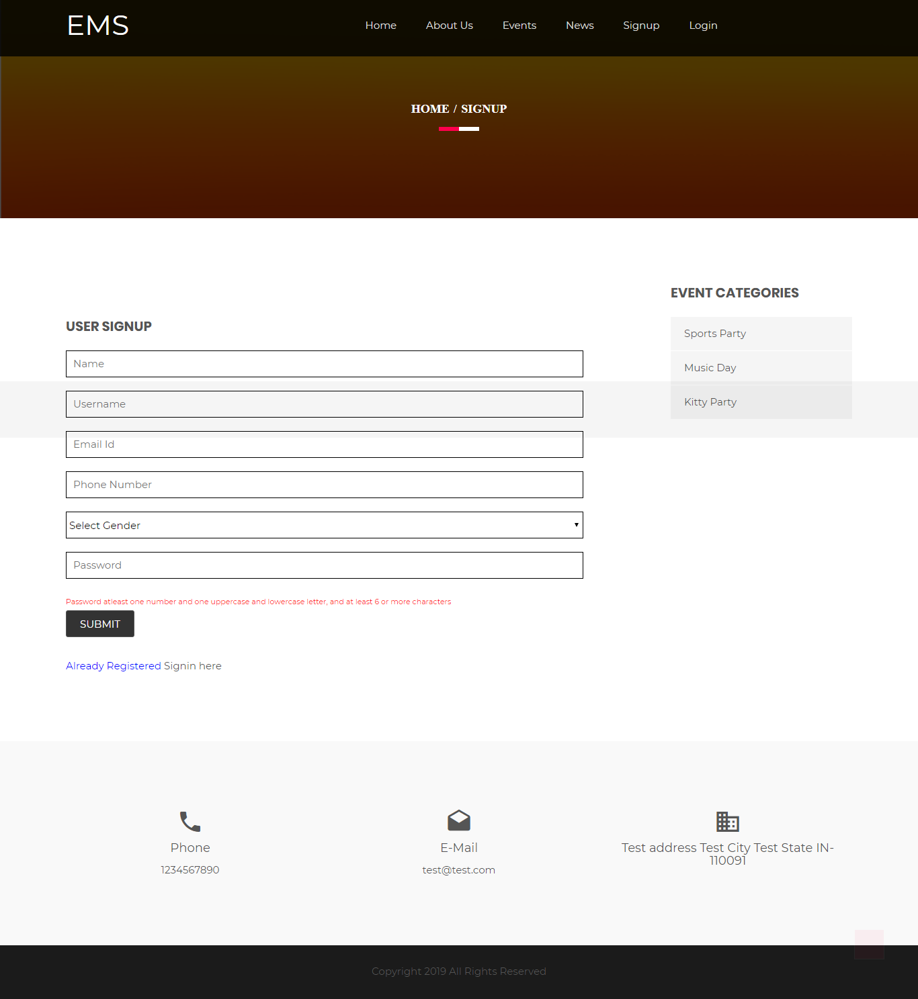 EMS
Home
About Us
Events
News
Signup
Login
HOME / SIGNUP
EVENT CATEGORIES
Sports Party
Music Day
Kitty Party
USER SIGNUP
Name
Username
Email Id
Phone Number
Select Gender
Password
Password atleast one number and one uppercase and lowercase letter, and at least 6 or more characters
SUBMIT
Already Registered Signin here
Phone
1234567890
E-Mail
test@test.com
Test address Test City Test State IN-
110091
Copyright 2019 All Rights Reserved